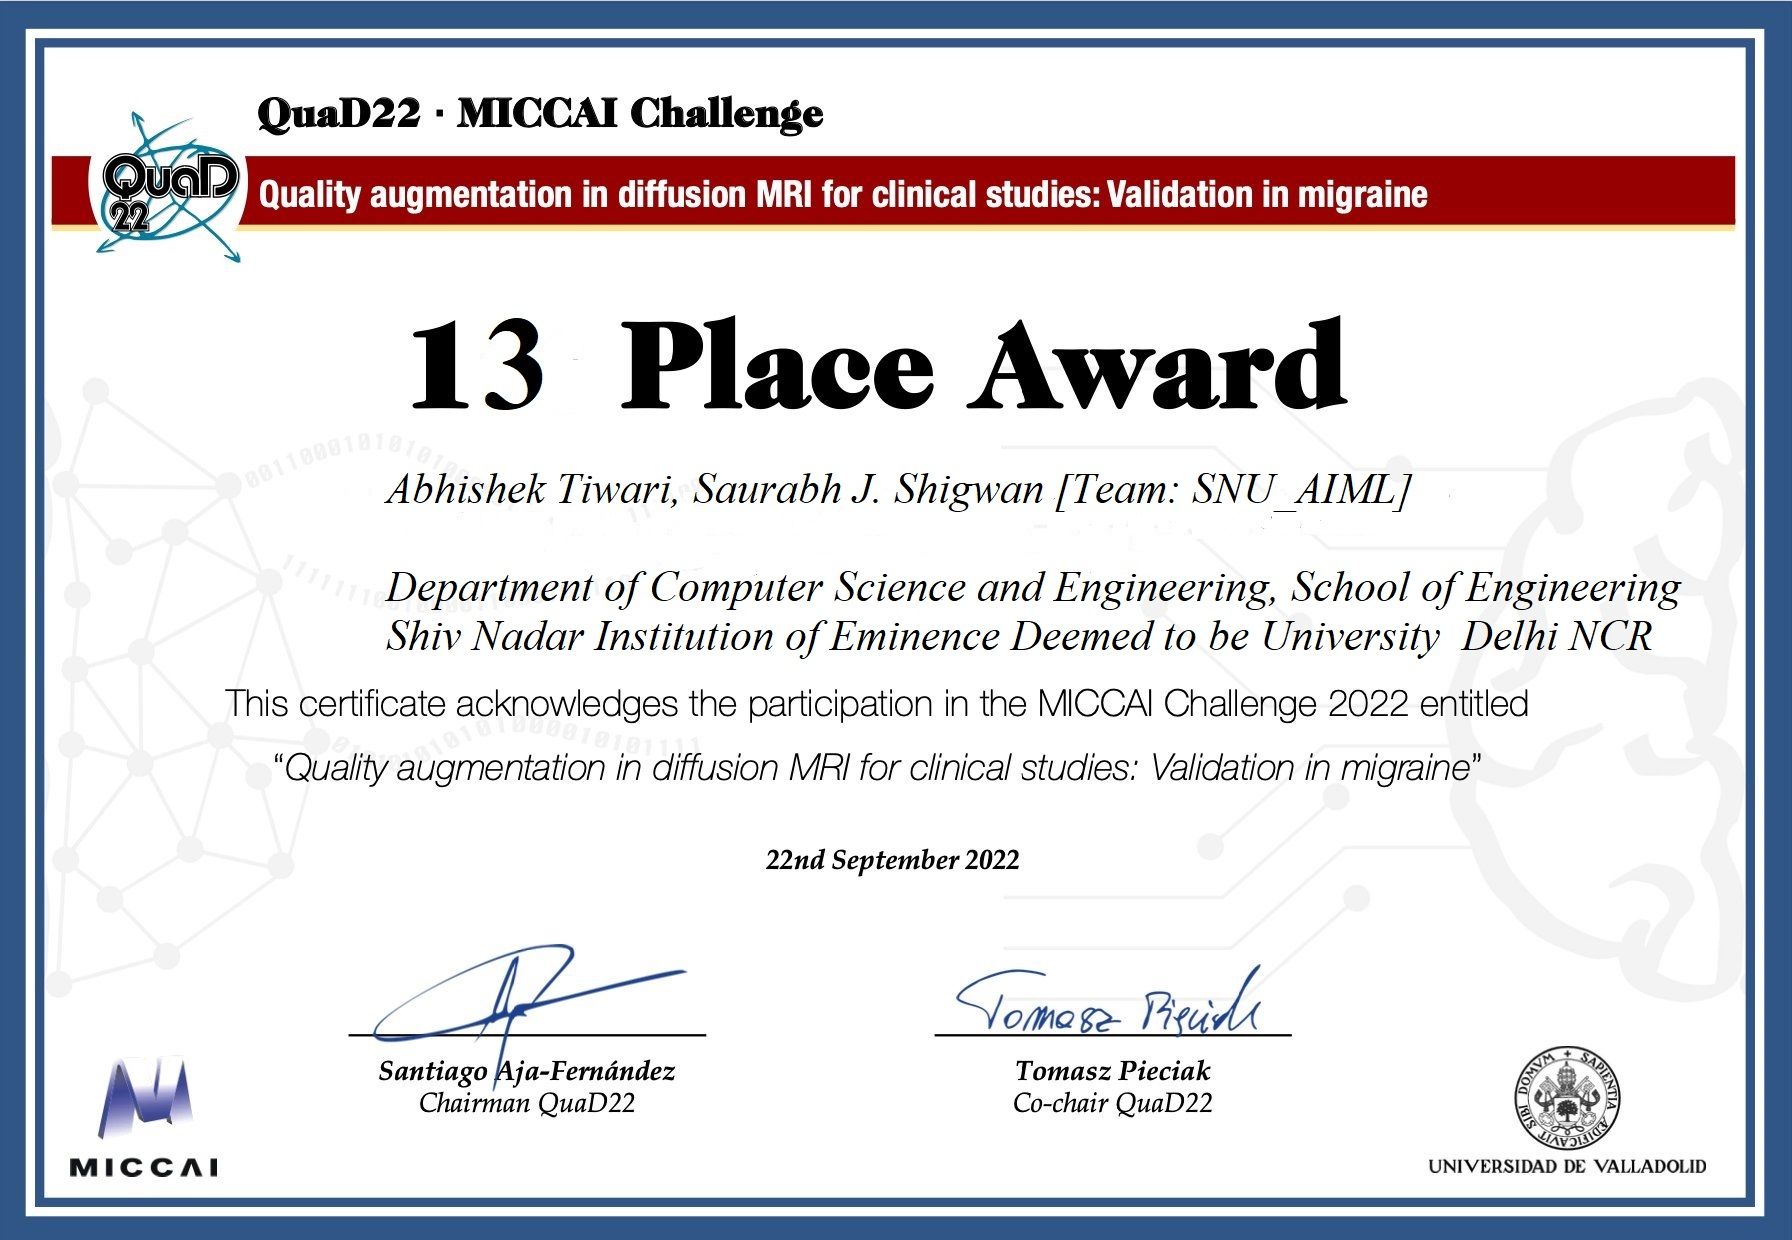 QuaD22 · MICCAI Challenge
QuaD
22
Quality augmentation in diffusion MRI for clinical studies: Validation in migraine
13 Place Award
Abhishek Tiwari, Saurabh J. Shigwan [Team: SNU_AIML]
Department of Computer Science and Engineering, School of Engineering
Shiv Nadar Institution of Eminence Deemed to be University Delhi NCR
This certificate acknowledges the participation in the MICCAI Challenge 2022 entitled
“Quality augmentation in diffusion MRI for clinical studies: Validation in migraine”
22nd September 2022
Tomasz Pieciak
Santiago Aja-Fernández
Chairman QuaD22
Tomasz Pieciak
Co-chair QuaD22
MICCAI
SIBI DOMVM + SAPIENTIA ÆDIFICAVIT
UNIVERSIDAD DE VALLADOLID